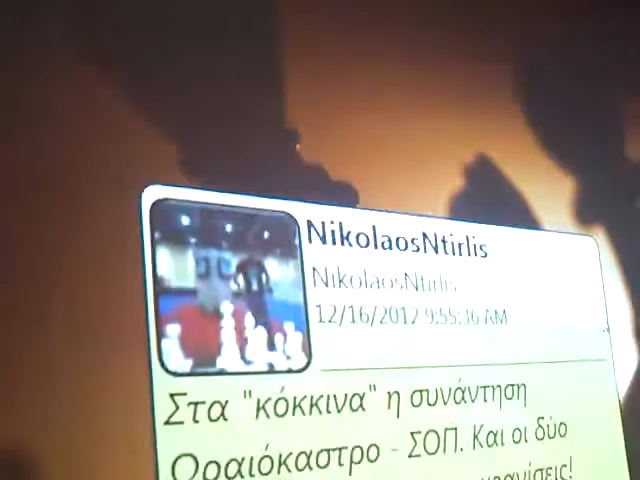 NikolaosNtirlis
NikolaosNtirlis
12/16/2012 9:55:36 AM
Στα "κόκκινα" η συνάντηση
Ωραιόκαστρο - ΣΟΠ. Και οι δύο